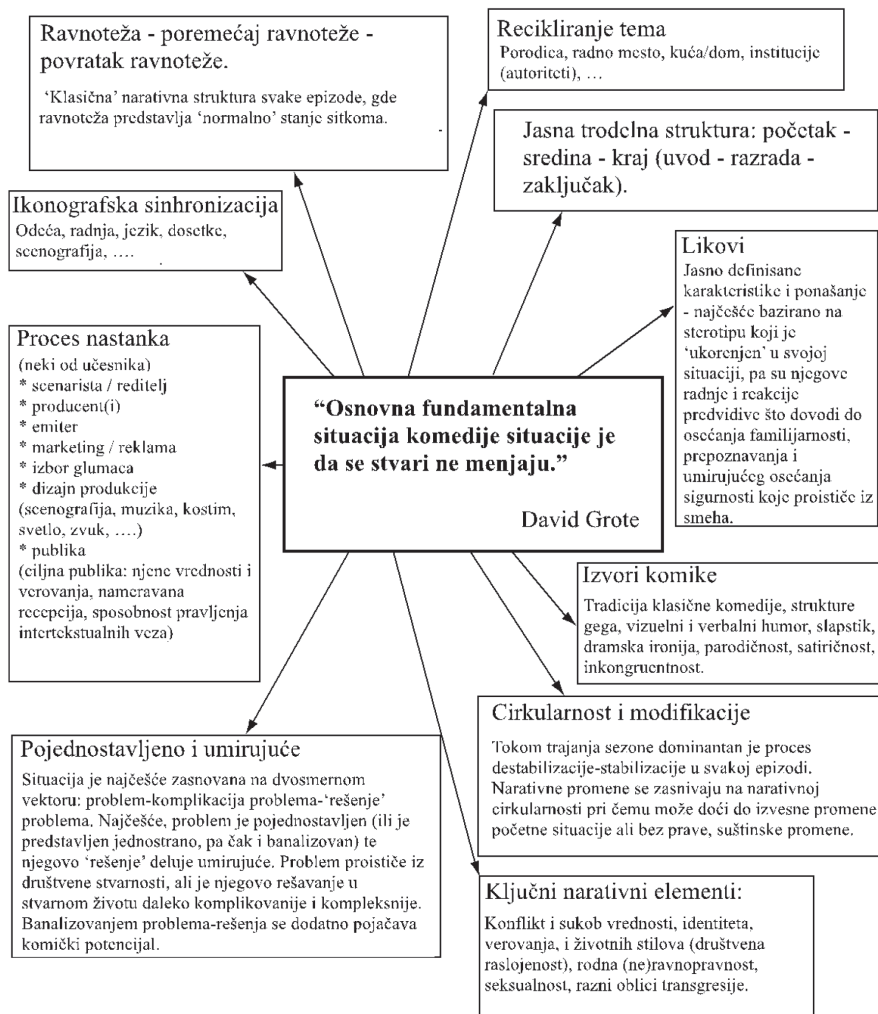 Ravnoteža - poremećaj ravnoteže -
povratak ravnoteže.
‘Klasična’ narativna struktura svake epizode, gde
ravnoteža predstavlja ‘normalno’ stanje sitkoma.
Recikliranje tema
Porodica, radno mesto, kuća/dom, institucije
(autoriteti), …
Jasna trodelna struktura: početak -
sredina - kraj (uvod - razrada -
zaključak).
Ikonografska sinhronizacija
Odeća, radnja, jezik, dosetke,
scenografija, ….
Likovi
Jasno definisane
karakteristike i ponašanje
- najčešće bazirano na
sterotipu koji je
‘ukorenjen’ u svojoj
situaciji, pa su njegove
radnje i reakcije
predvidive što dovodi do
osećanja familijarnosti,
prepoznavanja i
umirujućeg osećanja
sigurnosti koje proističe iz
smeha.
Proces nastanka
(neki od učesnika)
* scenarista / reditelj
* producent(i)
* emiter
* marketing / reklama
* izbor glumaca
* dizajn produkcije
(scenografija, muzika, kostim,
svetlo, zvuk, ….)
* publika
(ciljna publika: njene vrednosti i
verovanja, nameravana
recepcija, sposobnost pravljenja
intertekstualnih veza)
“Osnovna fundamentalna
situacija komedije situacije je
da se stvari ne menjaju.”
David Grote
Izvori komike
Tradicija klasične komedije, strukture
gega, vizuelni i verbalni humor, slapstik,
dramska ironija, parodičnost, satiričnost,
inkongruentnost.
Cirkularnost i modifikacije
Tokom trajanja sezone dominantan je proces
destabilizacije-stabilizacije u svakoj epizodi.
Narativne promene se zasnivaju na narativnoj
cirkularnosti pri čemu može doći do izvesne promene
početne situacije ali bez prave, suštinske promene.
Pojednostavljeno i umirujuće
Situacija je najčešće zasnovana na dvosmernom
vektoru: problem-komplikacija problema-‘rešenje’
problema. Najčešće, problem je pojednostavljen (ili je
predstavljen jednostrano, pa čak i banalizovan) te
njegovo ‘rešenje’ deluje umirujuće. Problem proističe iz
društvene stvarnosti, ali je njegovo rešavanje u
stvarnom životu daleko komplikovanije i kompleksnije.
Banalizovanjem problema-rešenja se dodatno pojačava
komički potencijal.
Ključni narativni elementi:
Konflikt i sukob vrednosti, identiteta,
verovanja, i životnih stilova (društvena
raslojenost), rodna (ne)ravnopravnost,
seksualnost, razni oblici transgresije.